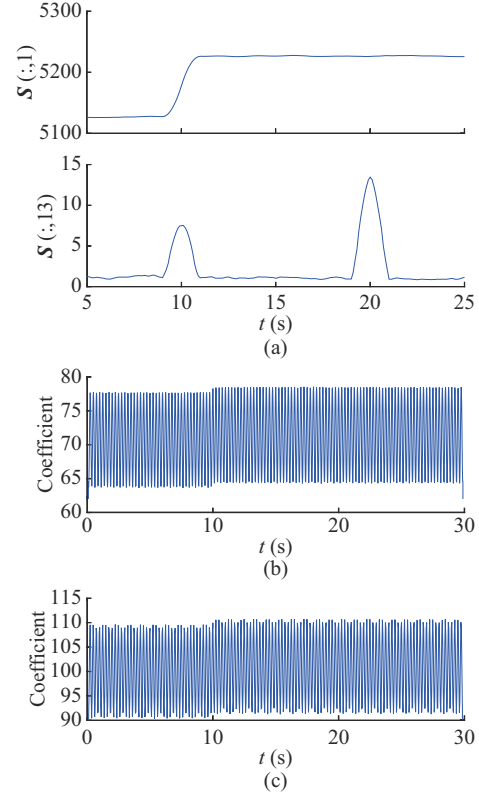 5300
5200
5100
S(:,1)
15
10
5
0
S(:,13)
5 10 15 20 25
t (s)
(a)
80
75
70
65
60
Coefficient
0 10 20 30
t (s)
(b)
115
110
105
100
95
90
Coefficient
0 10 20 30
t (s)
(c)